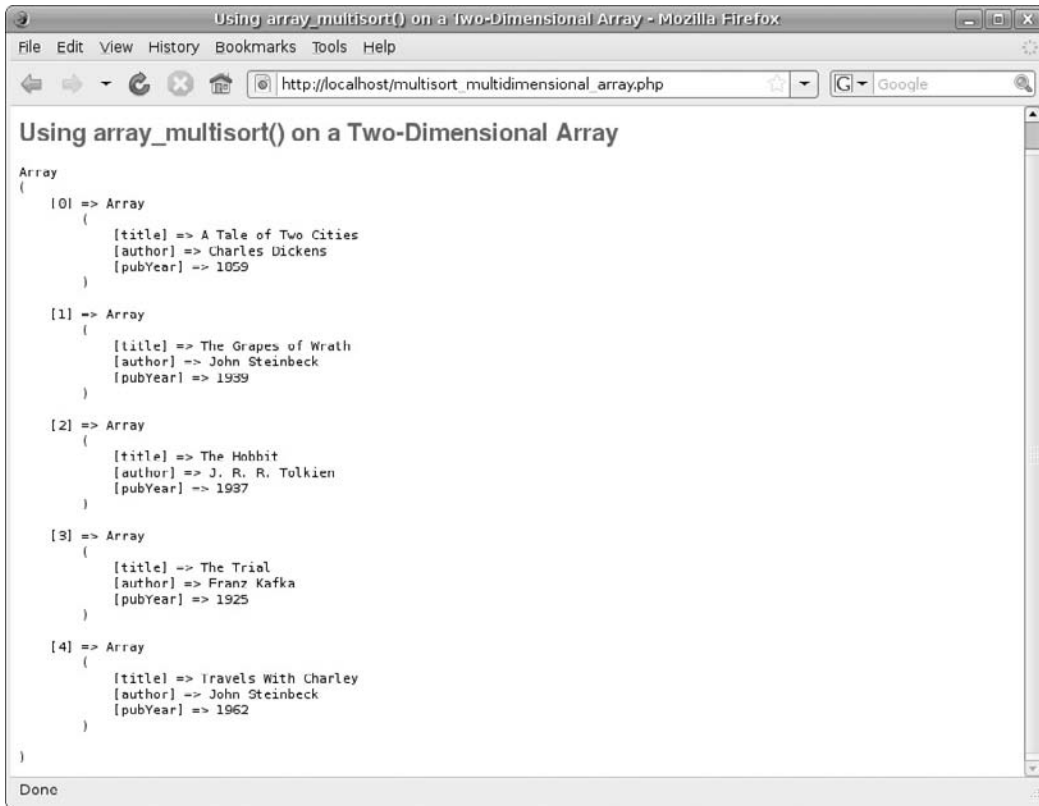 Using array_multisort() on a Two-Dimensional Array - Mozilla Firefox
File Edit View History Bookmarks Tools Help
http://localhost/multisort_multidimensional_array.php
G Google
Using array_multisort() on a Two-Dimensional Array
Array
(
[0] => Array
(
[title] => A Tale of Two Cities
[author] => Charles Dickens
[pubYear] => 1859
)
[1] => Array
(
[title] => The Grapes of Wrath
[author] => John Steinbeck
[pubYear] => 1939
)
[2] => Array
(
[title] => The Hobbit
[author] => J. R. R. Tolkien
[pubYear] => 1937
)
[3] => Array
(
[title] => The Trial
[author] => Franz Kafka
[pubYear] => 1925
)
[4] => Array
(
[title] => Travels With Charley
[author] => John Steinbeck
[pubYear] => 1962
)
)
Done